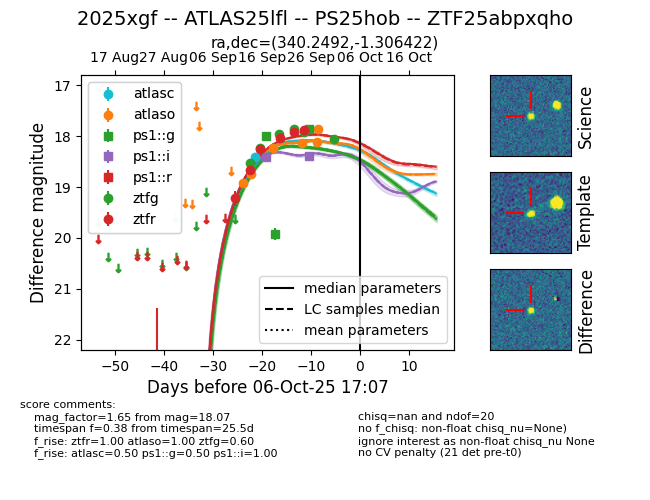 2025xgf -- ATLAS25lfl -- PS25hob -- ZTF25abpxqho
ra,dec=(340.2492,-1.306422)
17 Aug 27 Aug 06 Sep 16 Sep 26 Sep 06 Oct 16 Oct
17
18
19
20
21
22
Difference magnitude
atlasc
atlaso
ps1::g
ps1::i
ps1::r
ztfg
ztfr
median parameters
LC samples median
mean parameters
−50 −40 −30 −20 −10 0 10
Days before 06-Oct-25 17:07
Science
Template
Difference
score comments:
mag_factor=1.65 from mag=18.07
timespan f=0.38 from timespan=25.5d
f_rise: ztfr=1.00 atlaso=1.00 ztfg=0.60
f_rise: atlasc=0.50 ps1::g=0.50 ps1::i=1.00
chisq=nan and ndof=20
no f_chisq: non-float chisq_nu=None)
ignore interest as non-float chisq_nu None
no CV penalty (21 det pre-t0)